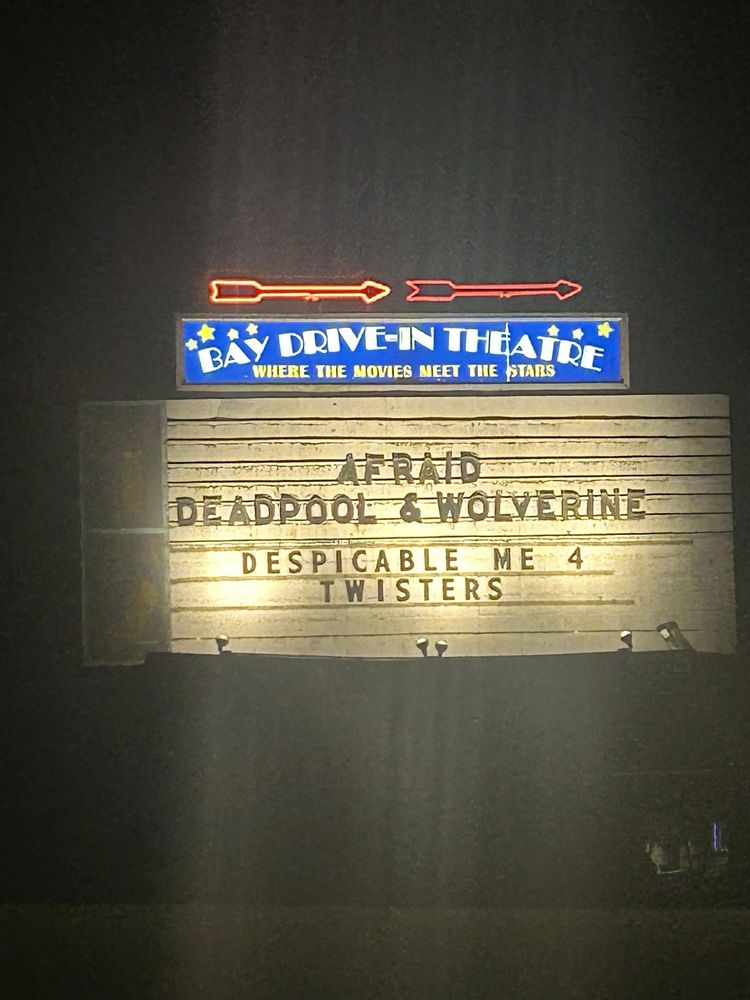 BAY DRIVE-IN THEATRE
WHERE THE MOVIES MEET THE STARS
AFRAID
DEADPOOL & WOLVERINE
DESPICABLE ME 4
TWISTERS